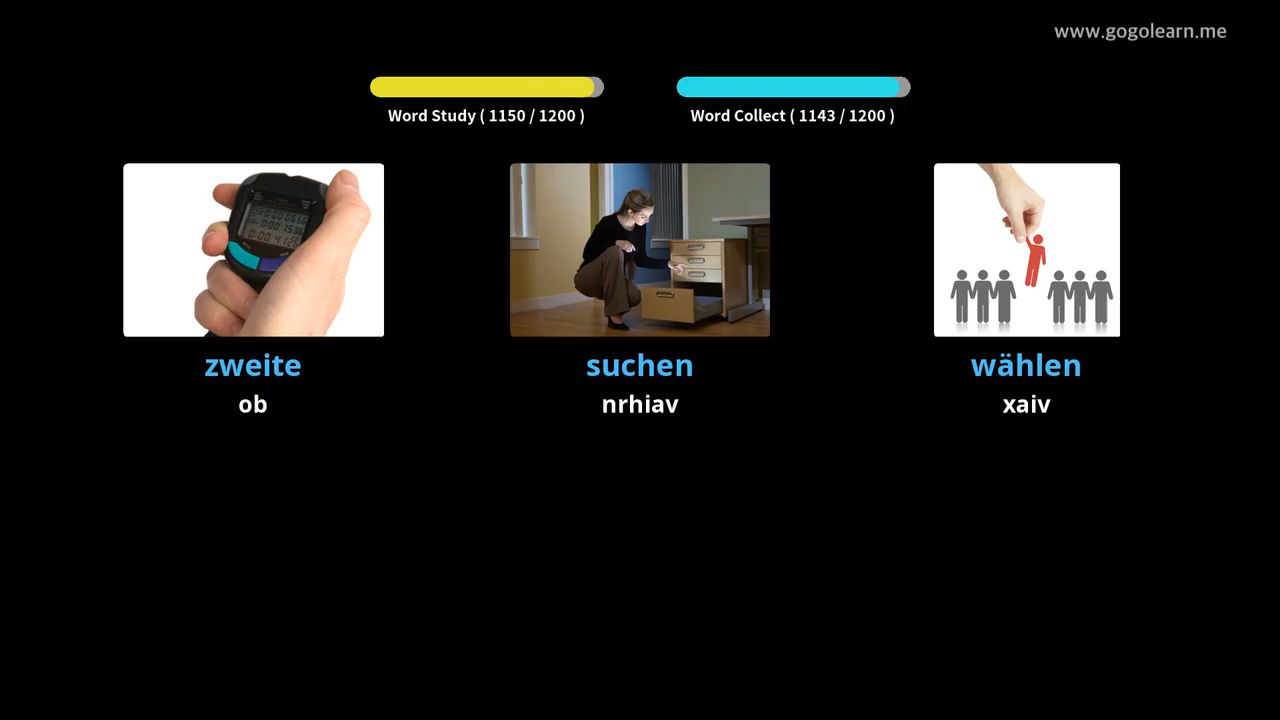 www.gogolearn.me
Word Study ( 1150 / 1200 )
Word Collect ( 1143 / 1200 )
zweite
suchen
wählen
ob
nrhiav
xaiv